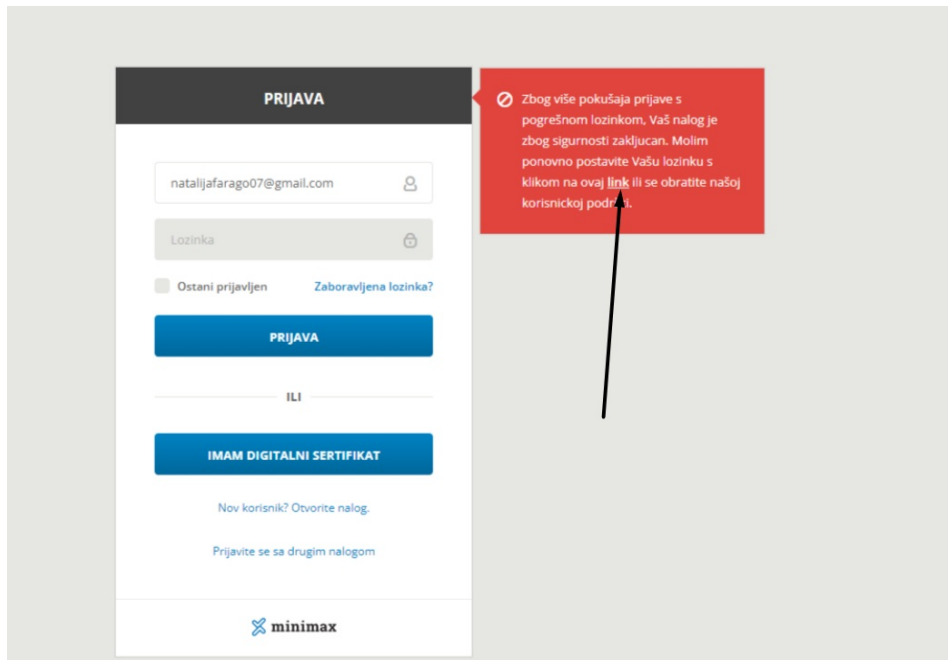 PRIJAVA
natalijafarago07@gmail.com
Lozinka
Ostani prijavljen
Zaboravljena lozinka?
PRIJAVA
ILI
IMAM DIGITALNI SERTIFIKAT
Nov korisnik? Otvorite nalog.
Prijavite se sa drugim nalogom
minimax
Zbog više pokušaja prijave s
pogrešnom lozinkom, Vaš nalog je
zbog sigurnosti zaključan. Molim
ponovno postavite Vašu lozinku s
klikom na ovaj link ili se obratite našoj
korisnickoj